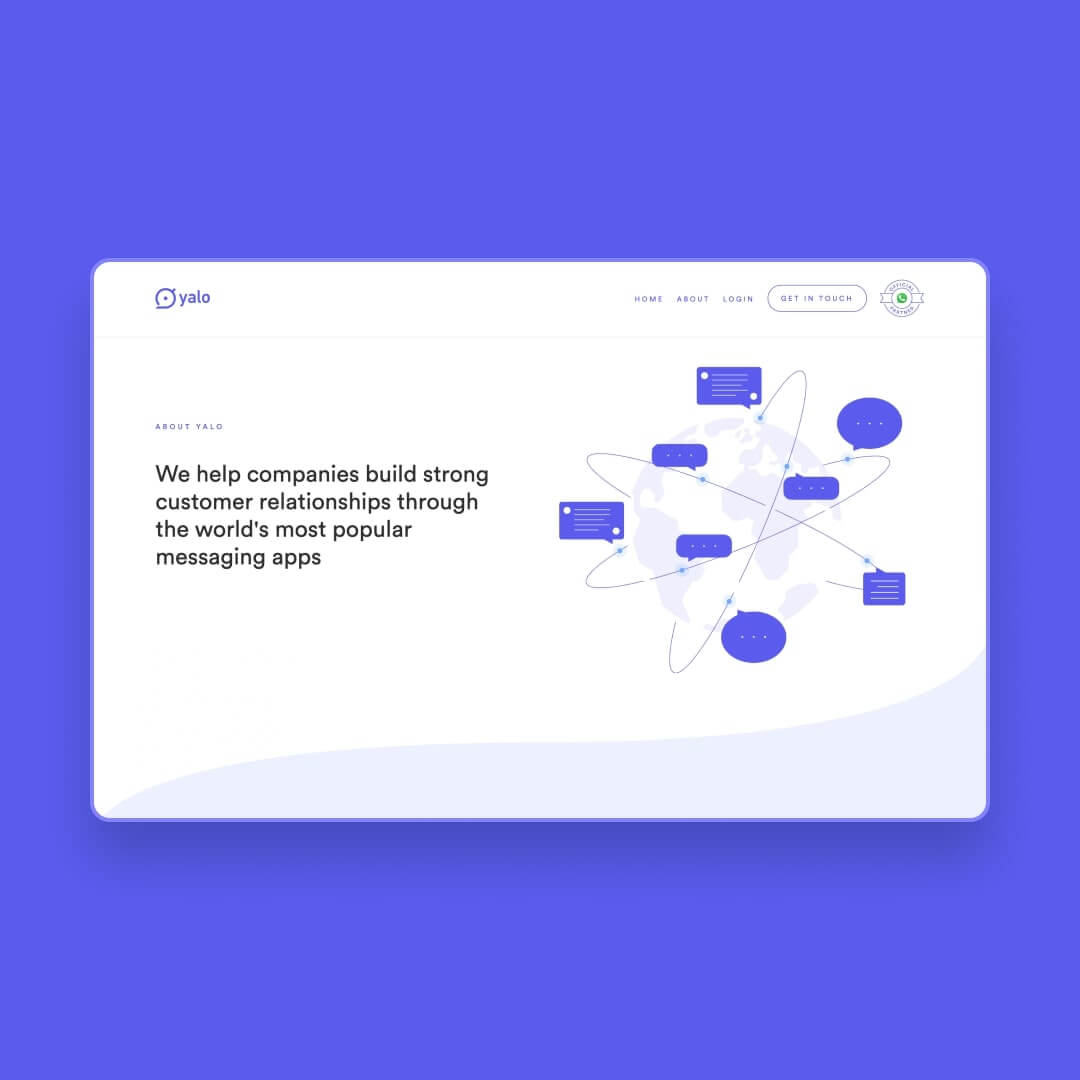 yalo
HOME ABOUT LOGIN GET IN TOUCH
OFFICIAL
PARTNER
ABOUT YALO
We help companies build strong
customer relationships through
the world's most popular
messaging apps